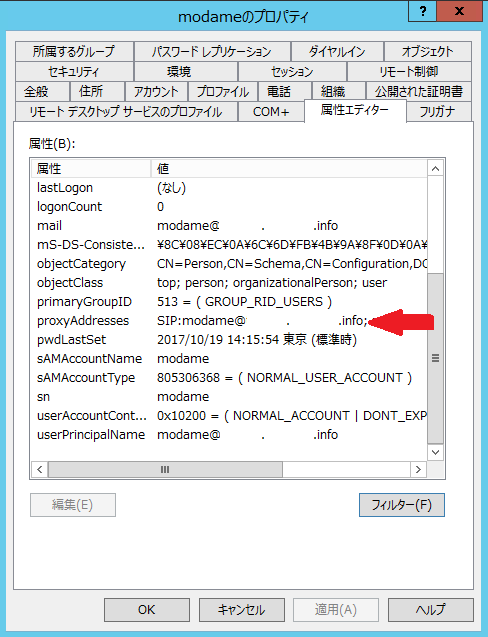 modameのプロパティ
? x
所属するグループ パスワード レプリケーション ダイヤルイン オブジェクト
セキュリティ 環境 セッション リモート制御
全般 住所 アカウント プロファイル 電話 組織 公開された証明書
リモート デスクトップ サービスのプロファイル COM+ 属性エディター フリガナ
属性(B):
属性 値
lastLogon (なし)
logonCount 0
mail modame@ . .info
mS-DS-Consiste... ¥8C¥08¥EC¥0A¥6C¥6D¥FB¥4B¥9A¥8F¥0D¥0A¥
objectCategory CN=Person,CN=Schema,CN=Configuration,DC
objectClass top; person; organizationalPerson; user
primaryGroupID 513 = ( GROUP_RID_USERS )
proxyAddresses SIP:modame@ . .info;
pwdLastSet 2017/10/19 14:15:54 東京 (標準時)
sAMAccountName modame
sAMAccountType 805306368 = ( NORMAL_USER_ACCOUNT )
sn modame
userAccountCont... 0x10200 = ( NORMAL_ACCOUNT | DONT_EXP
userPrincipalName modame@ . .info
編集(E) フィルター(F)
OK キャンセル 適用(A) ヘルプ